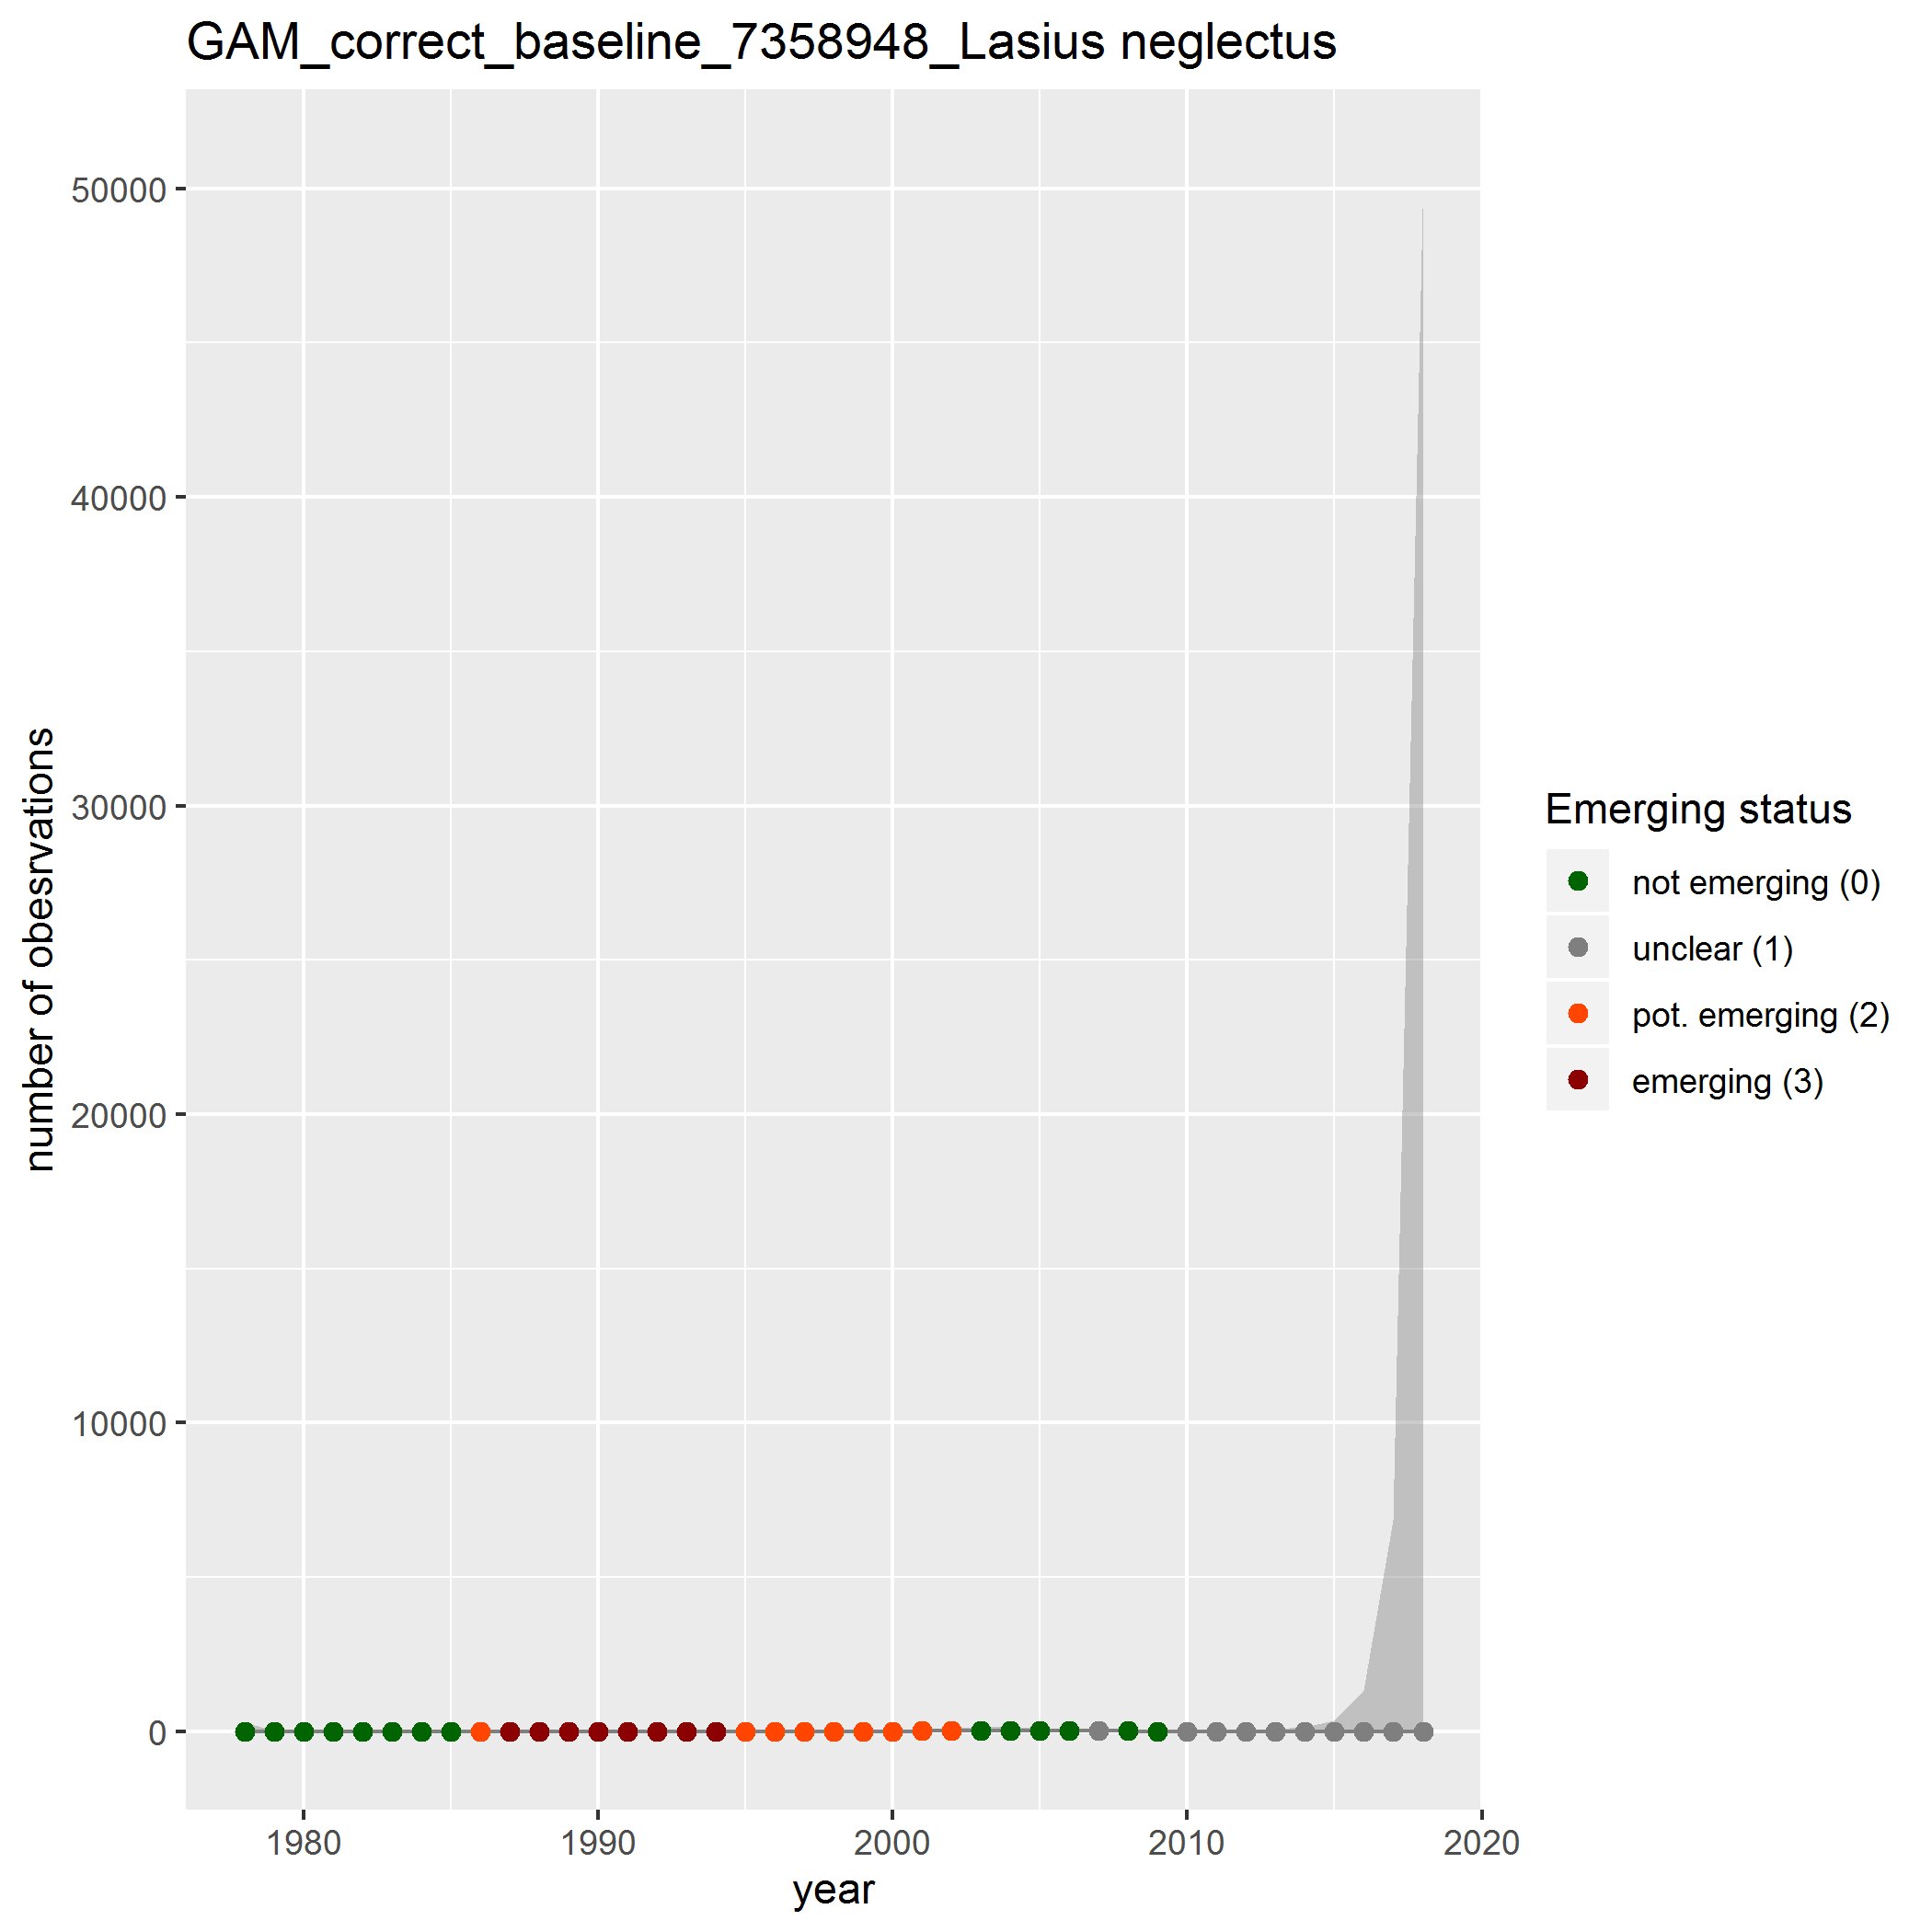 GAM_correct_baseline_7358948_Lasius neglectus
50000
40000
30000
20000
10000
0
number of obesrvations
1980
1990
2000
2010
2020
year
Emerging status
not emerging (0)
unclear (1)
pot. emerging (2)
emerging (3)